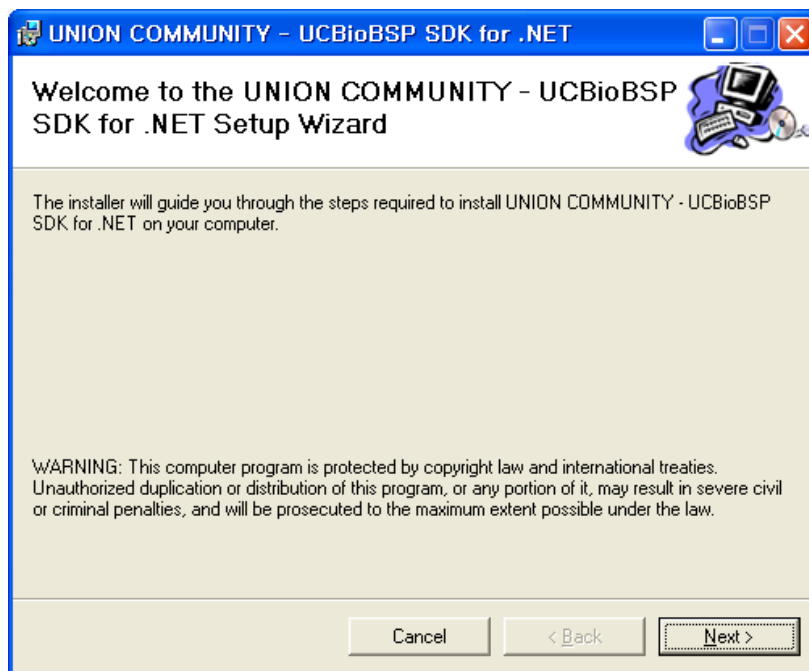 UNION COMMUNITY - UCBioBSP SDK for .NET
Welcome to the UNION COMMUNITY - UCBioBSP
SDK for .NET Setup Wizard
The installer will guide you through the steps required to install UNION COMMUNITY - UCBioBSP
SDK for .NET on your computer.
WARNING: This computer program is protected by copyright law and international treaties.
Unauthorized duplication or distribution of this program, or any portion of it, may result in severe civil
or criminal penalties, and will be prosecuted to the maximum extent possible under the law.
Cancel
< Back
Next >